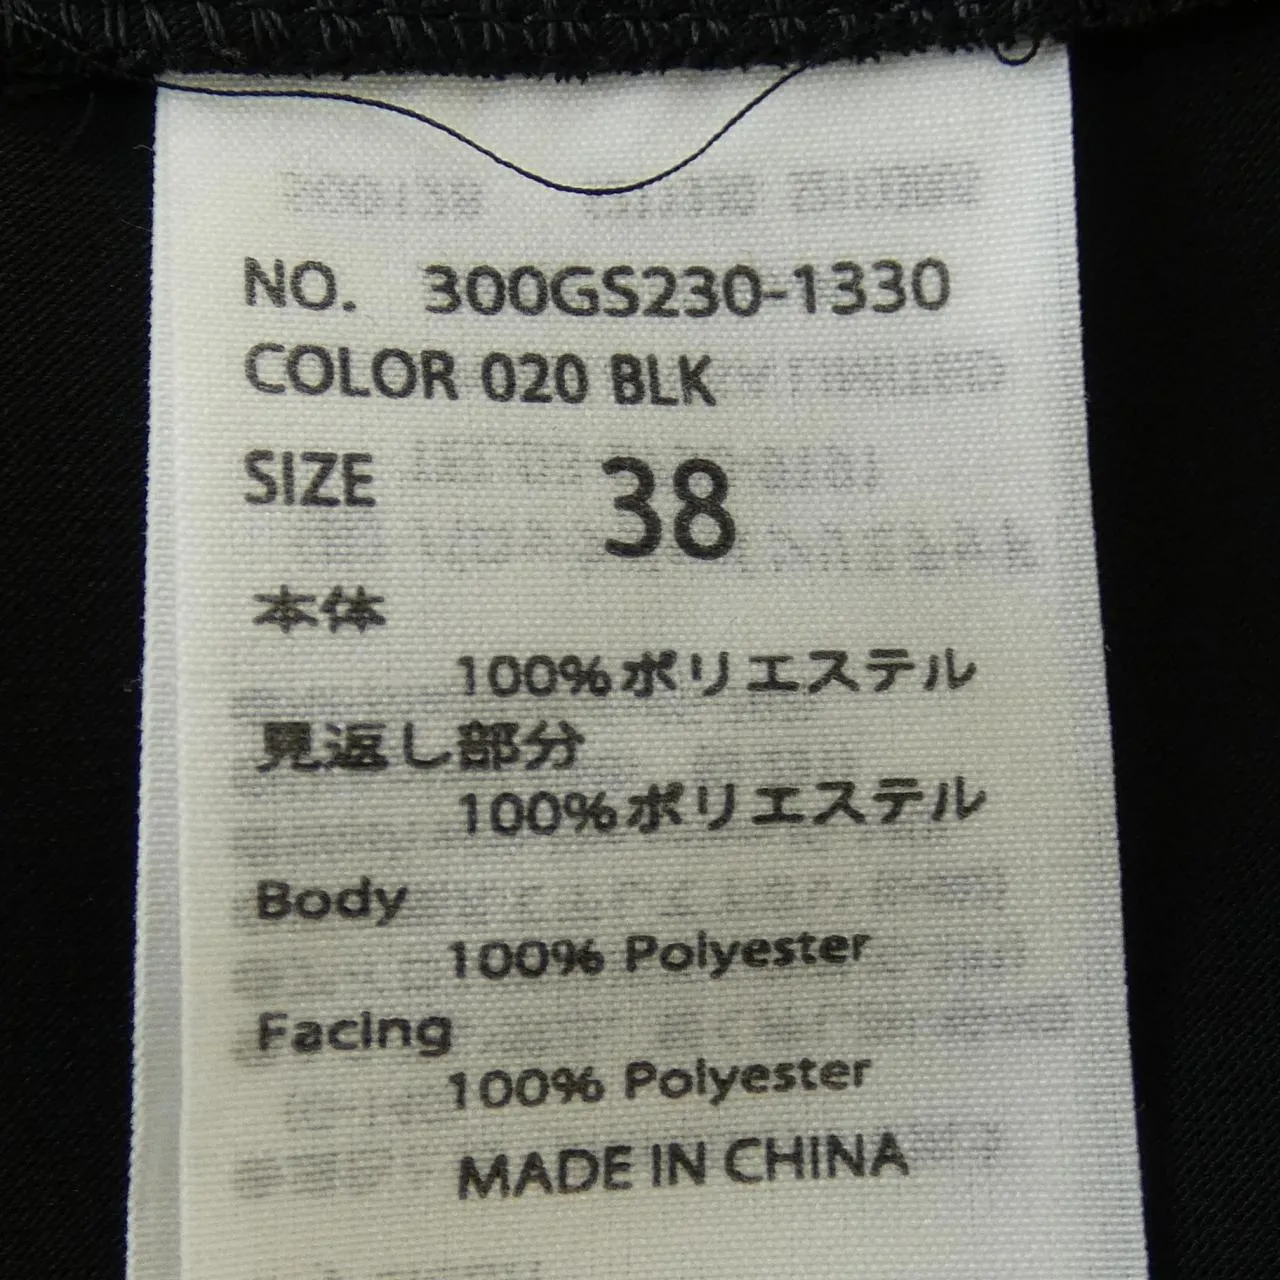 NO. 300GS230-1330
COLOR 020 BLK
SIZE 38
本体
100%ポリエステル
見返し部分
100%ポリエステル
Body
100% Polyester
Facing
100% Polyester
MADE IN CHINA